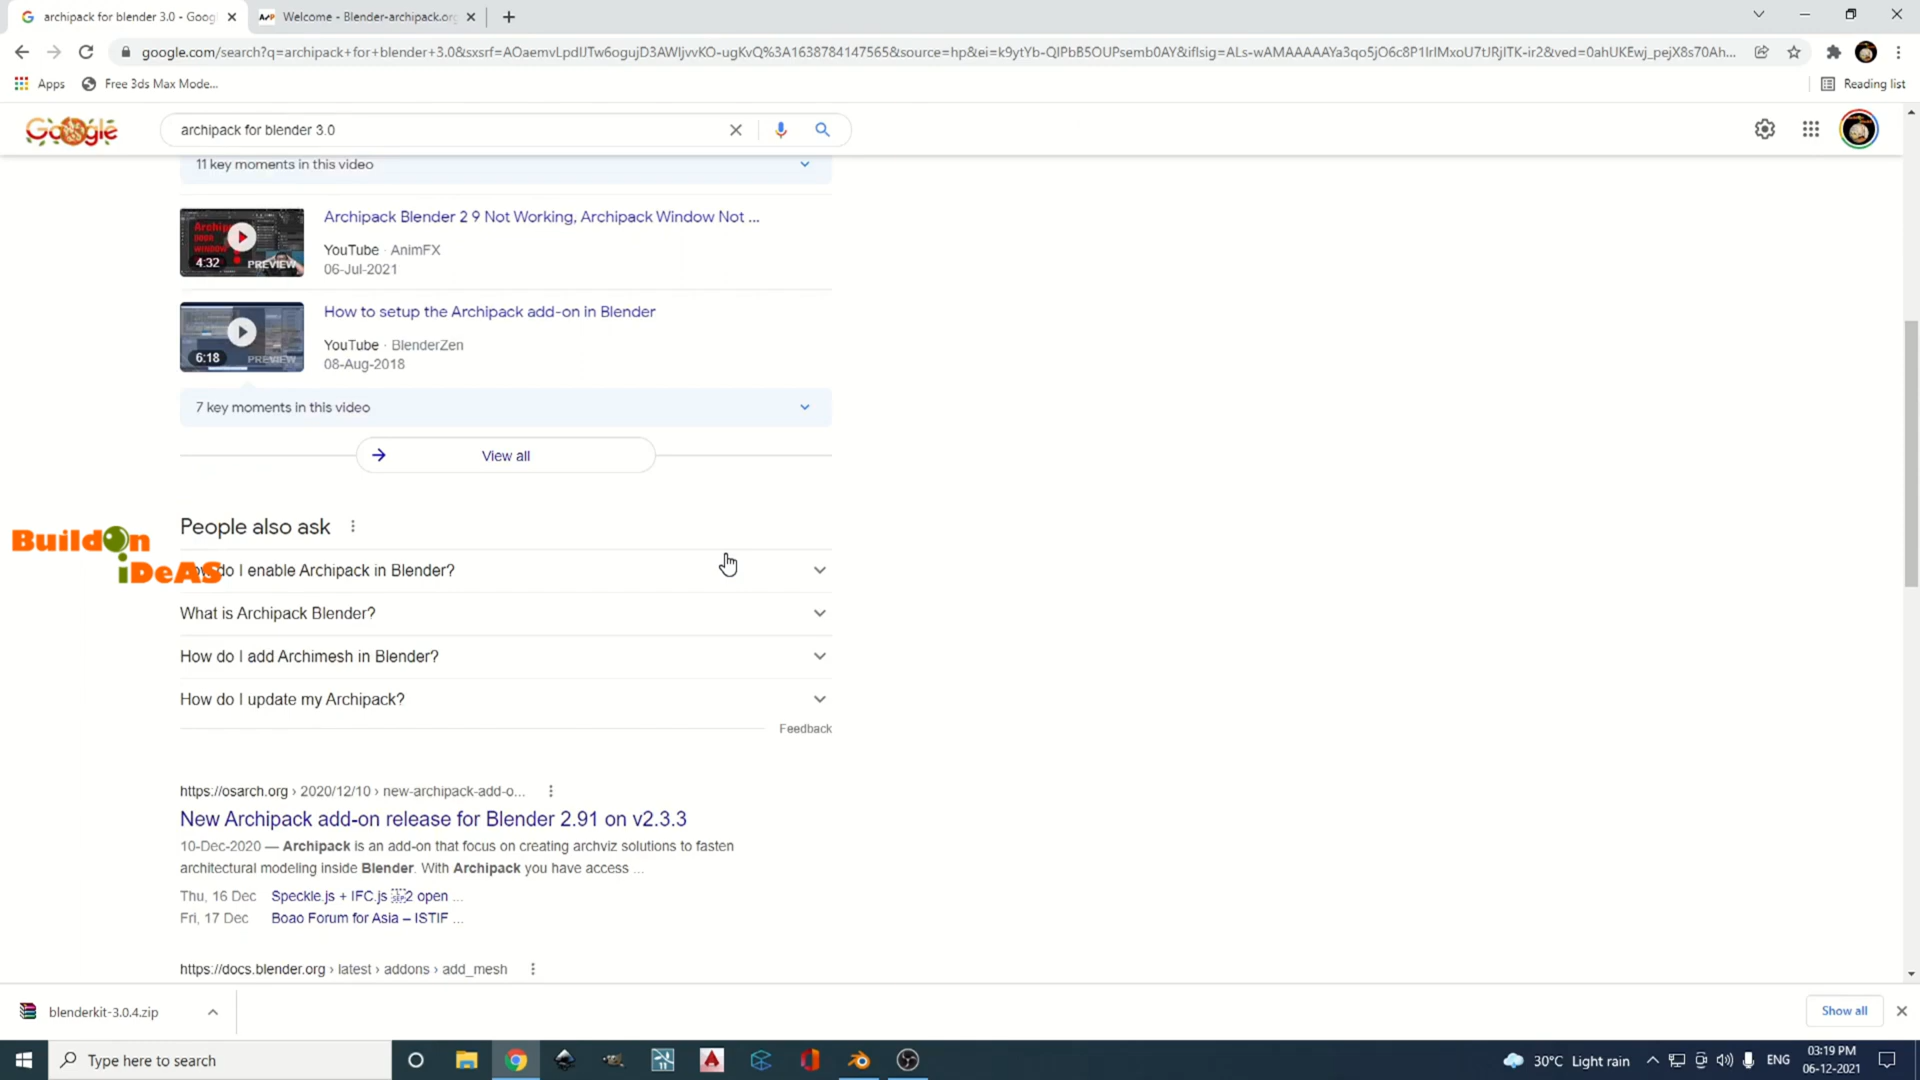 archipack for blender 3.0 - Goog
Welcome - Blender-archipack.org
google.com/search?q=archipack+for+blender+3.0&sxsrf=AOaemvLpdIJTw6ogujD3AWIjvvKO-ugKvQ%3A1638784147565&source=hp&ei=k9ytYb-QIPbB5OUPsemb0AY&iflsig=ALs-wAMAAAAAYa3qo5jO6c8P1IrIMxoU7tJRjlTK-ir2&ved=0ahUKEwj_pejX8s70Ah...
Apps
Free 3ds Max Mode...
Reading list
Google
archipack for blender 3.0
11 key moments in this video
Archipack Blender 2 9 Not Working, Archipack Window Not ...
YouTube · AnimFX
06-Jul-2021
4:32
PREVIEW
How to setup the Archipack add-on in Blender
YouTube · BlenderZen
08-Aug-2018
6:18
PREVIEW
7 key moments in this video
View all
People also ask
BuildOn
iDeAS
do I enable Archipack in Blender?
What is Archipack Blender?
How do I add Archimesh in Blender?
How do I update my Archipack?
Feedback
https://osarch.org › 2020/12/10 › new-archipack-add-o...
New Archipack add-on release for Blender 2.91 on v2.3.3
10-Dec-2020 — Archipack is an add-on that focus on creating archviz solutions to fasten
architectural modeling inside Blender. With Archipack you have access ...
Thu, 16 Dec Speckle.js + IFC.js 2 open ...
Fri, 17 Dec Boao Forum for Asia – ISTIF ...
https://docs.blender.org › latest › addons › add_mesh
blenderkit-3.0.4.zip
Show all
Type here to search
30°C Light rain
ENG
03:19 PM
06-12-2021